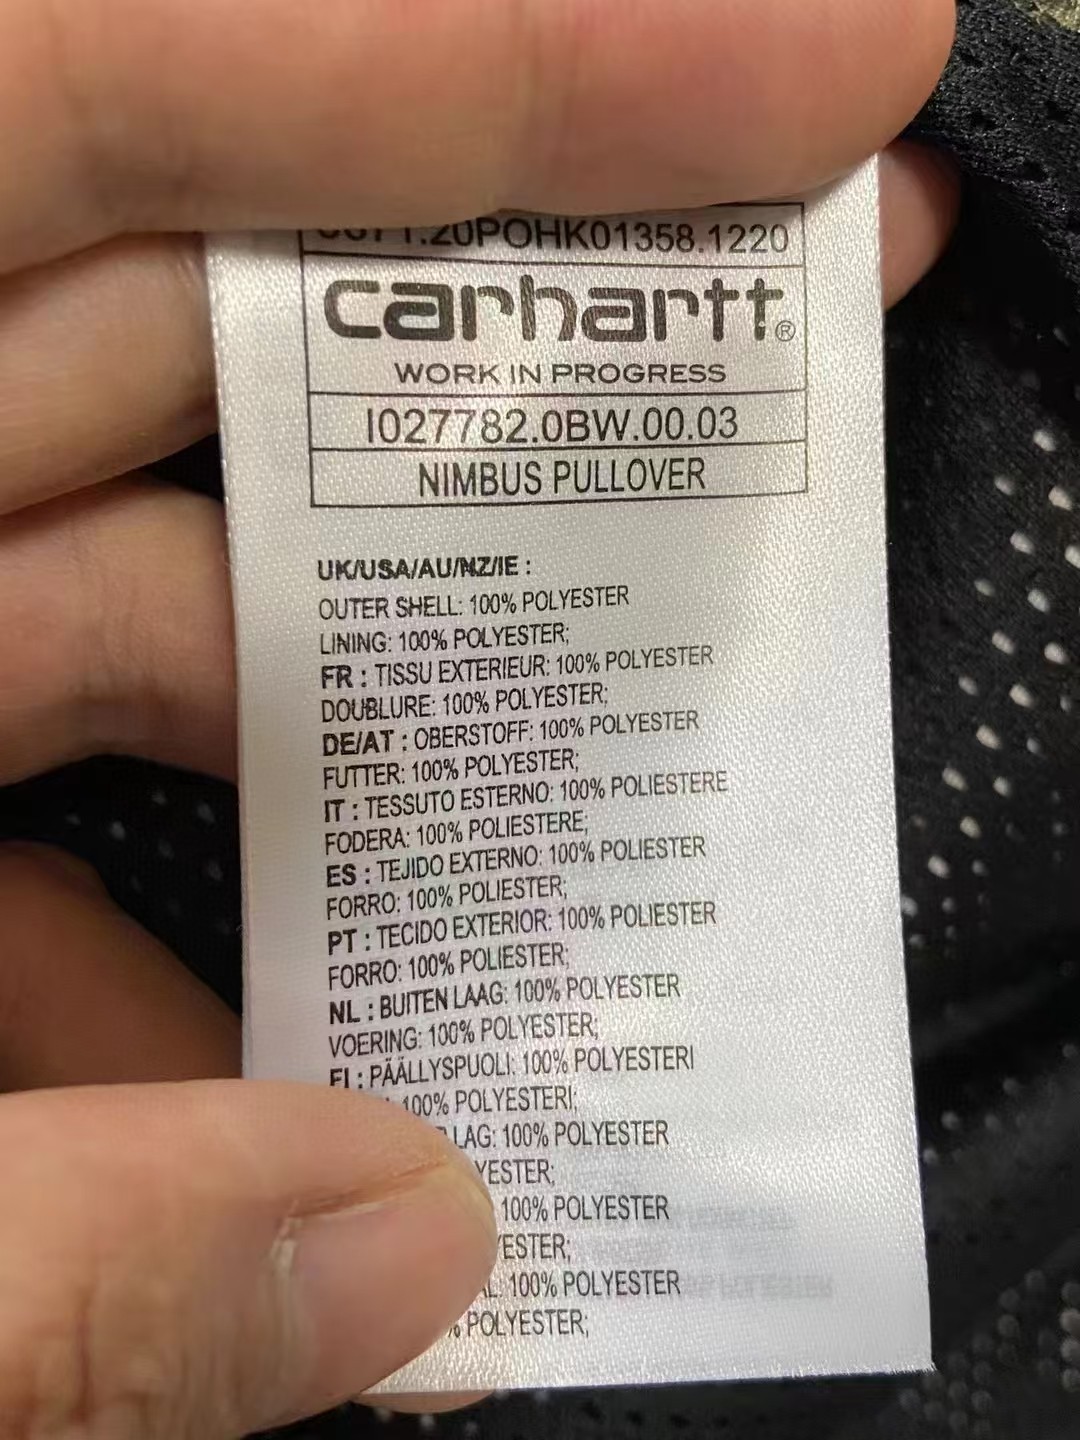 .20POHK01358.1220
carhartt®
WORK IN PROGRESS
I027782.0BW.00.03
NIMBUS PULLOVER
UK/USA/AU/NZ/IE :
OUTER SHELL: 100% POLYESTER
LINING: 100% POLYESTER;
FR : TISSU EXTERIEUR: 100% POLYESTER
DOUBLURE: 100% POLYESTER;
DE/AT : OBERSTOFF: 100% POLYESTER
FUTTER: 100% POLYESTER;
IT : TESSUTO ESTERNO: 100% POLIESTERE
FODERA: 100% POLIESTERE;
ES : TEJIDO EXTERNO: 100% POLIESTER
FORRO: 100% POLIESTER;
PT : TECIDO EXTERIOR: 100% POLIESTER
FORRO: 100% POLIESTER;
NL : BUITEN LAAG: 100% POLYESTER
VOERING: 100% POLYESTER;
FI : PÄÄLLYSPUOLI: 100% POLYESTERI
100% POLYESTERI;
LAG: 100% POLYESTER
YESTER;
100% POLYESTER
YESTER;
L: 100% POLYESTER
% POLYESTER;